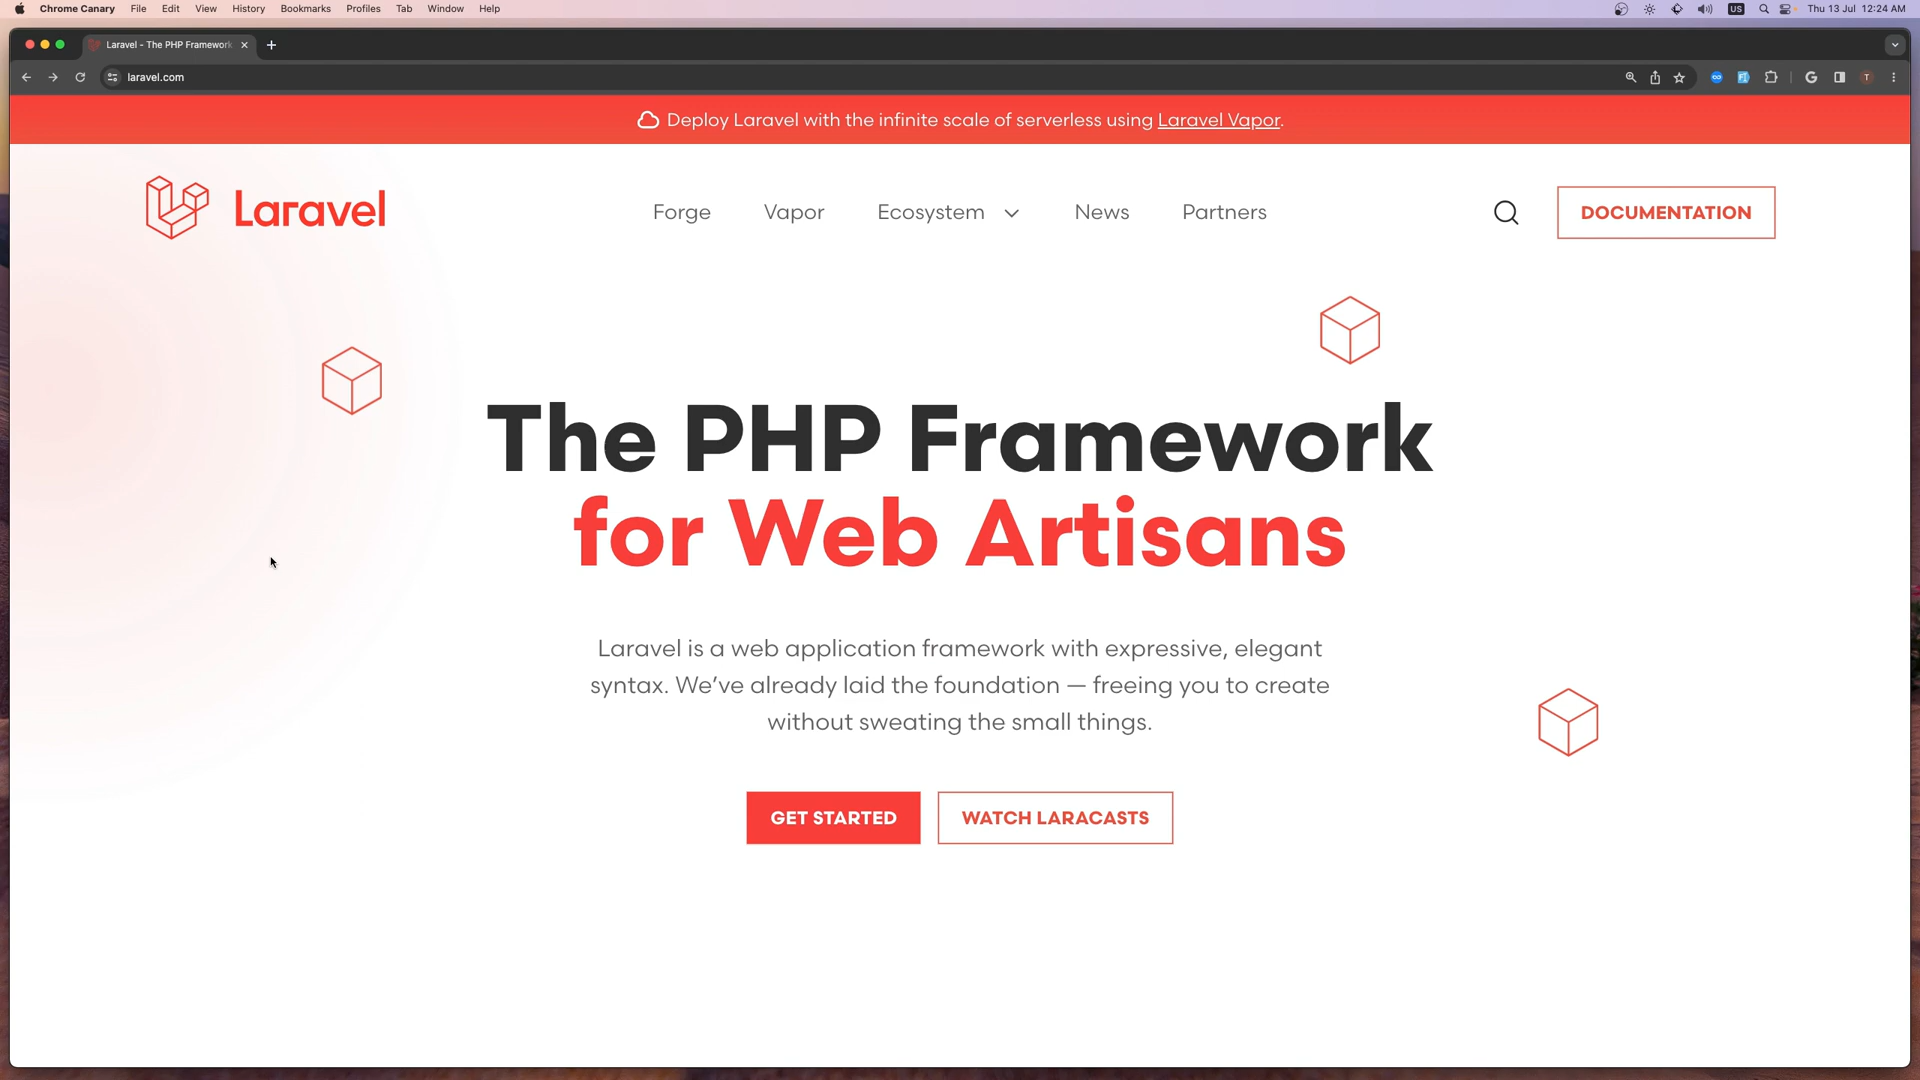 Chrome Canary File Edit View History Bookmarks Profiles Tab Window Help US Thu 13 Jul 12:24 AM
Laravel - The PHP Framework
laravel.com T
Deploy Laravel with the infinite scale of serverless using Laravel Vapor.
Laravel Forge Vapor Ecosystem News Partners DOCUMENTATION
The PHP Framework
for Web Artisans
Laravel is a web application framework with expressive, elegant
syntax. We’ve already laid the foundation — freeing you to create
without sweating the small things.
GET STARTED WATCH LARACASTS